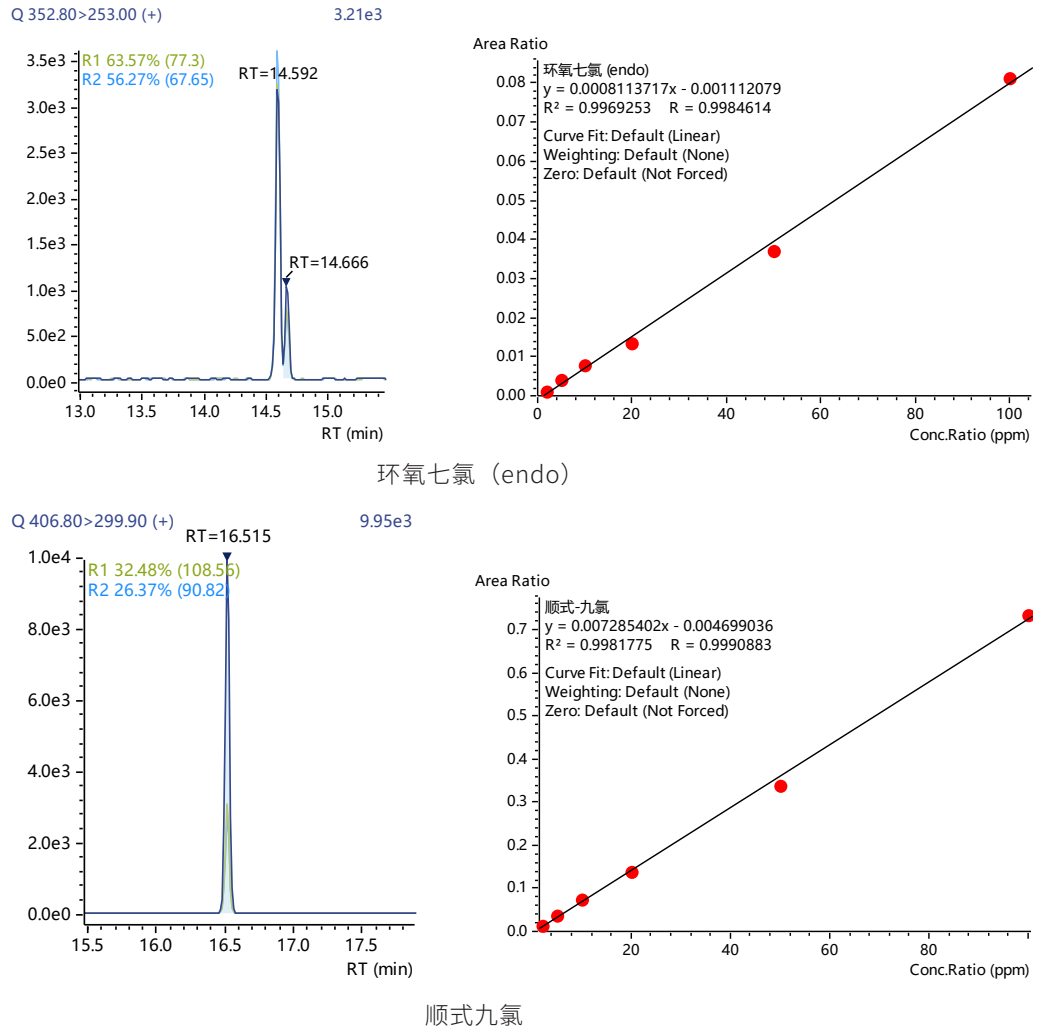 Q 352.80>253.00 (+) 3.21e3
R1 63.57% (77.3)
R2 56.27% (67.65)
RT=14.592
RT=14.666
3.5e3
3.0e3
2.5e3
2.0e3
1.5e3
1.0e3
5.0e2
0.0e0
13.0 13.5 14.0 14.5 15.0
RT (min)
Area Ratio
环氧七氯 (endo)
y = 0.0008113717x - 0.001112079
R² = 0.9969253 R = 0.9984614
Curve Fit: Default (Linear)
Weighting: Default (None)
Zero: Default (Not Forced)
0.08
0.07
0.06
0.05
0.04
0.03
0.02
0.01
0.00
0 20 40 60 80 100
Conc.Ratio (ppm)
环氧七氯（endo）
Q 406.80>299.90 (+) 9.95e3
RT=16.515
R1 32.48% (108.56)
R2 26.37% (90.82)
1.0e4
8.0e3
6.0e3
4.0e3
2.0e3
0.0e0
15.5 16.0 16.5 17.0 17.5
RT (min)
Area Ratio
顺式-九氯
y = 0.007285402x - 0.004699036
R² = 0.9981775 R = 0.9990883
Curve Fit: Default (Linear)
Weighting: Default (None)
Zero: Default (Not Forced)
0.7
0.6
0.5
0.4
0.3
0.2
0.1
0.0
20 40 60 80
Conc.Ratio (ppm)
顺式九氯